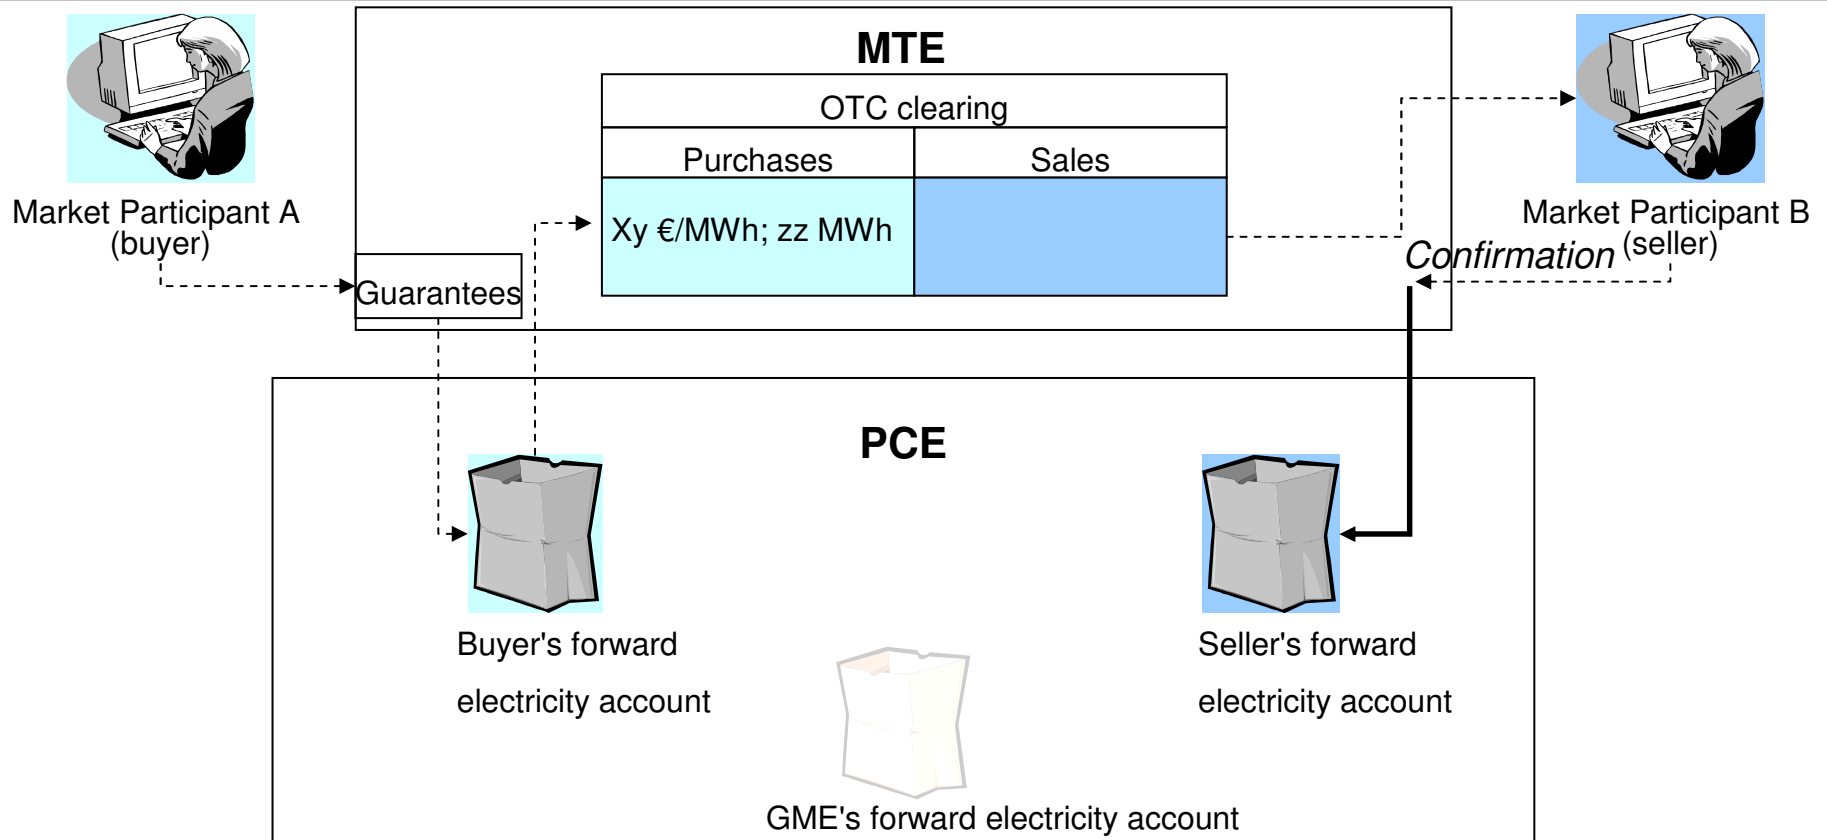 MTE
OTC clearing
Purchases
Sales
Xy €/MWh; zz MWh
Market Participant A
(buyer)
Market Participant B
(seller)
Confirmation
Guarantees
PCE
Buyer's forward
electricity account
Seller's forward
electricity account
GME's forward electricity account